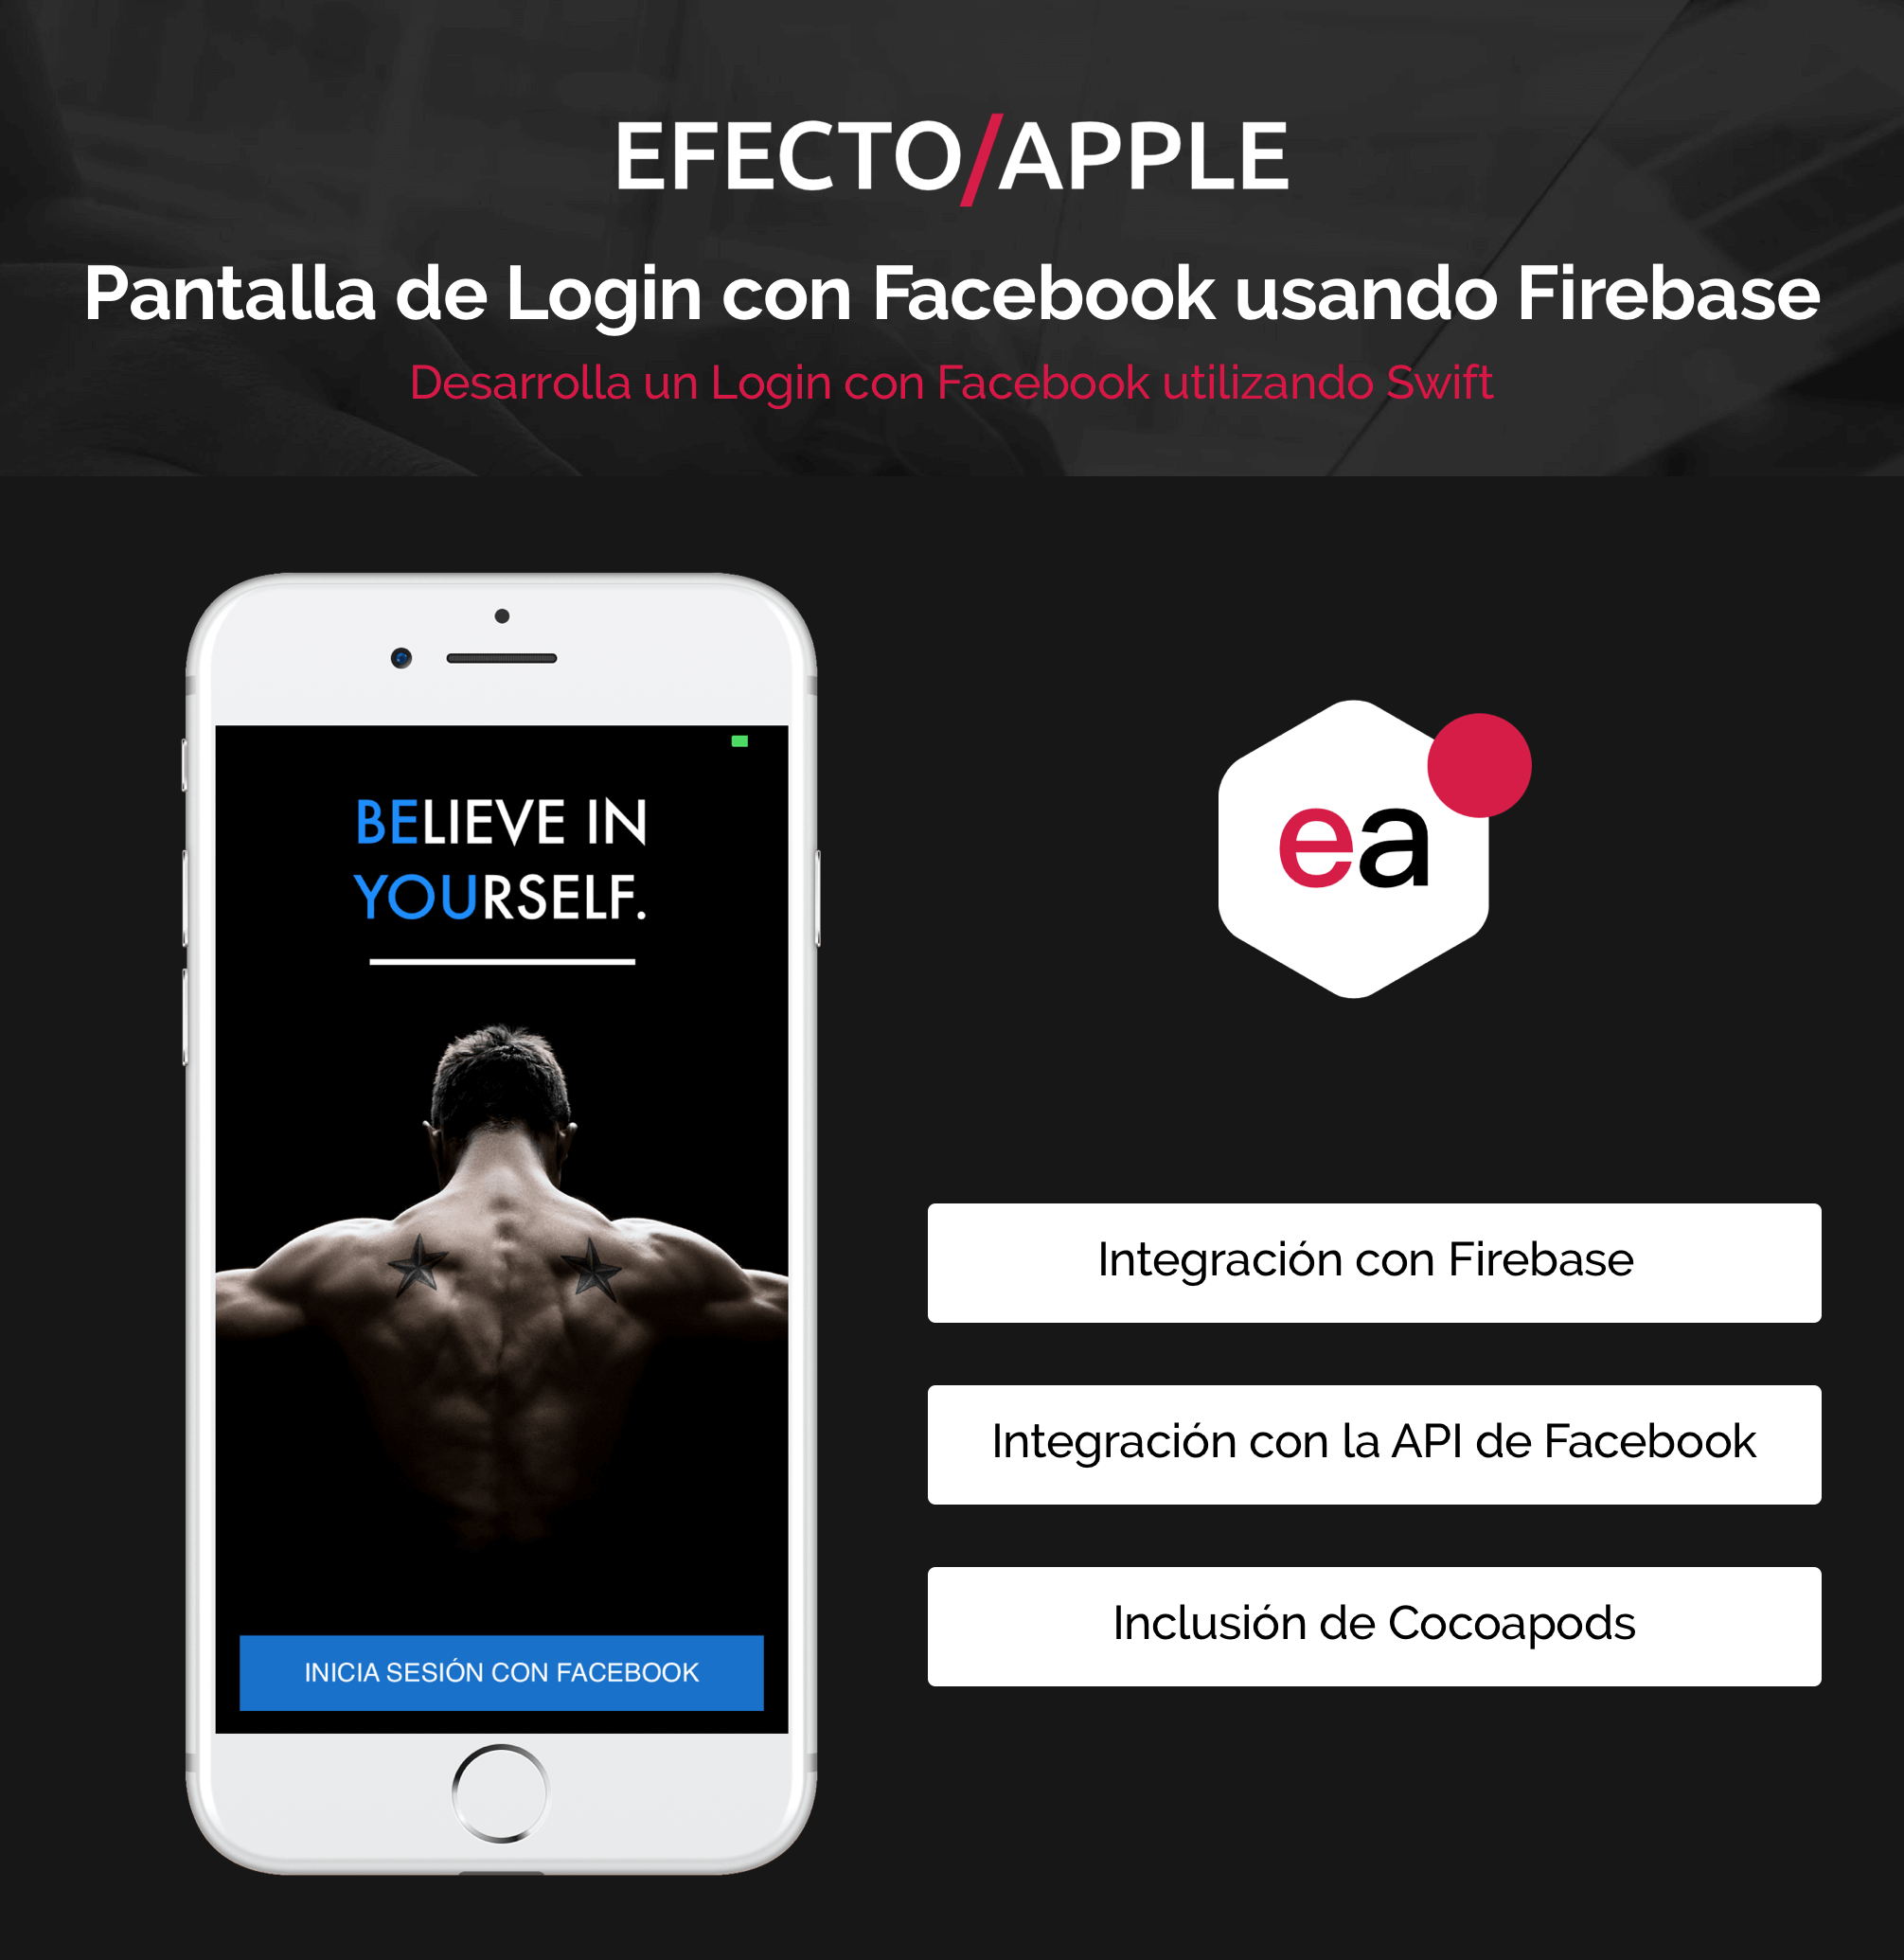 EFECTO/APPLE
Pantalla de Login con Facebook usando Firebase
Desarrolla un Login con Facebook utilizando Swift
BELIEVE IN
YOURSELF.
INICIA SESIÓN CON FACEBOOK
ea
Integración con Firebase
Integración con la API de Facebook
Inclusión de Cocoapods